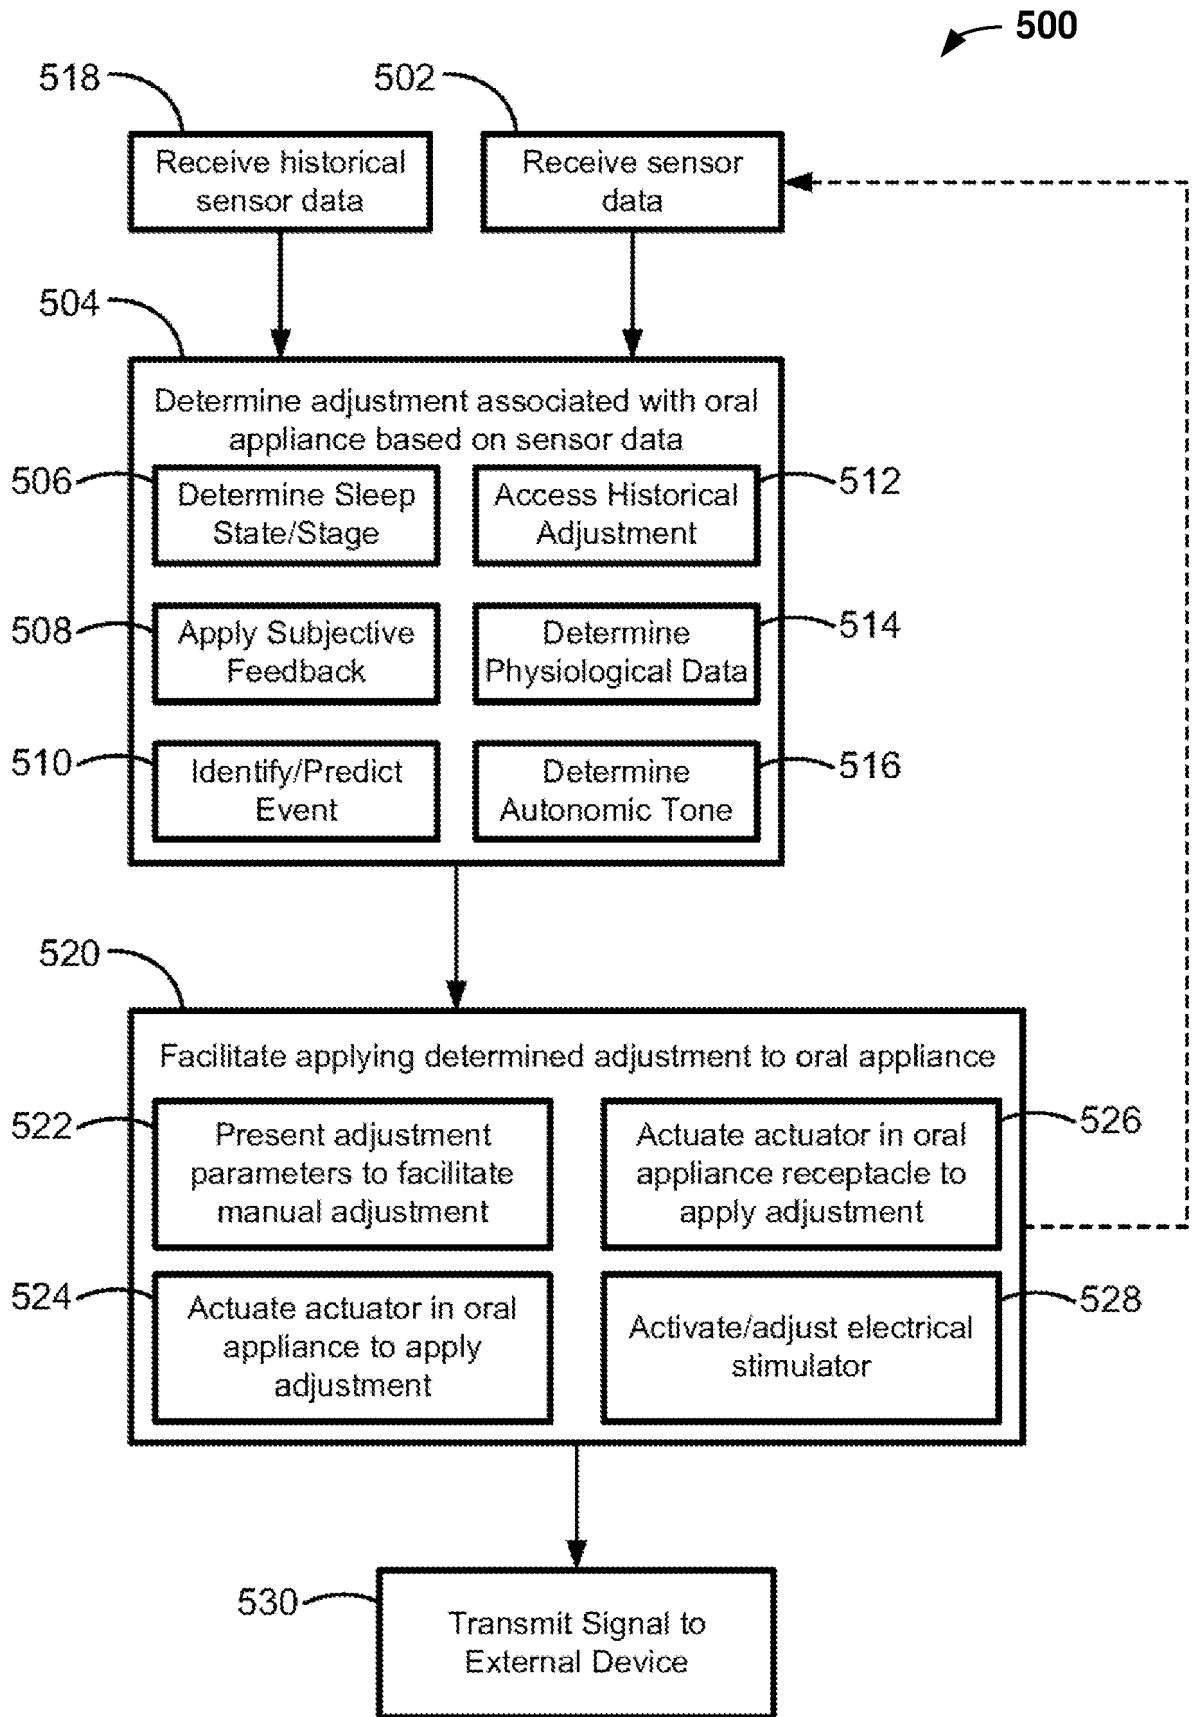 500
518
502
Receive historical
sensor data
Receive sensor
data
504
Determine adjustment associated with oral
appliance based on sensor data
506
Determine Sleep
State/Stage
Access Historical
Adjustment
512
508
Apply Subjective
Feedback
Determine
Physiological Data
514
510
Identify/Predict
Event
Determine
Autonomic Tone
516
520
Facilitate applying determined adjustment to oral appliance
522
Present adjustment
parameters to facilitate
manual adjustment
Actuate actuator in oral
appliance receptacle to
apply adjustment
526
524
Actuate actuator in oral
appliance to apply
adjustment
Activate/adjust electrical
stimulator
528
530
Transmit Signal to
External Device